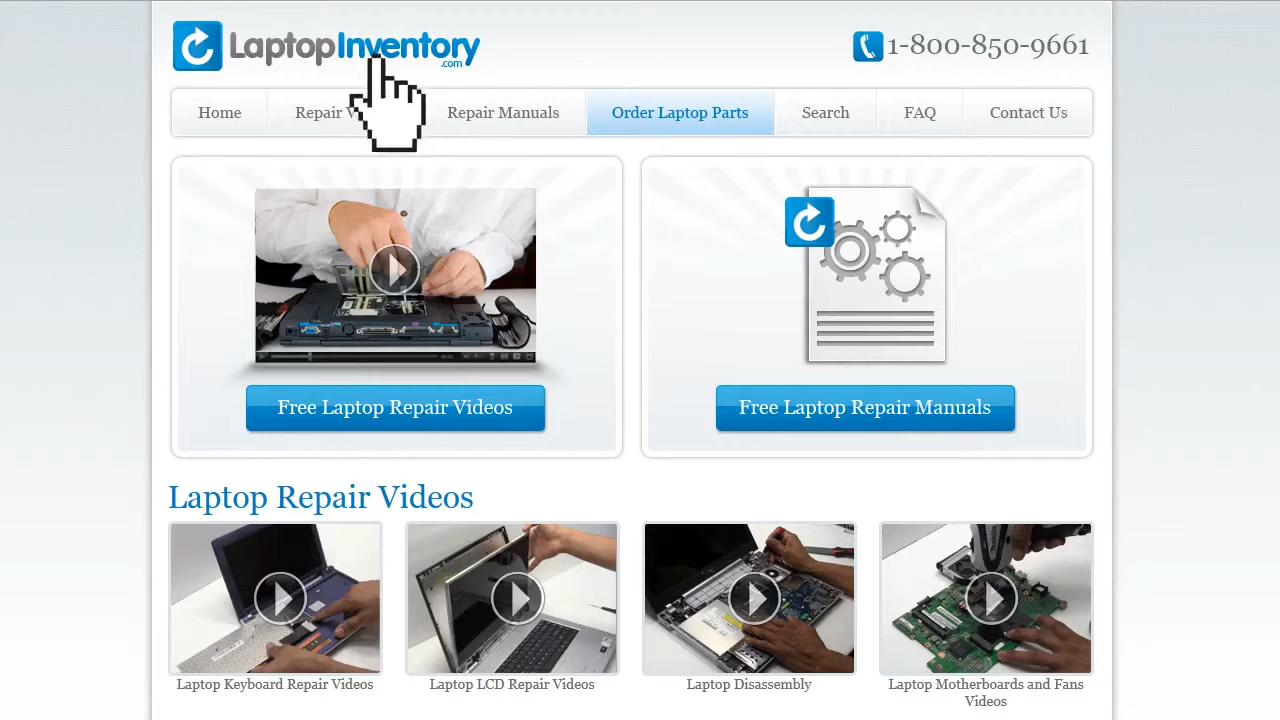 LaptopInventory
.com
1-800-850-9661
Home
Repair
Repair Manuals
Order Laptop Parts
Search
FAQ
Contact Us
Free Laptop Repair Videos
Free Laptop Repair Manuals
Laptop Repair Videos
Laptop Keyboard Repair Videos
Laptop LCD Repair Videos
Laptop Disassembly
Laptop Motherboards and Fans
Videos